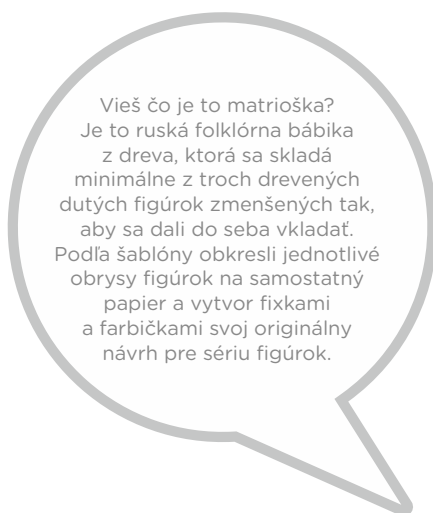 Vieš čo je to matrioška?
Je to ruská folklórna bábika
z dreva, ktorá sa skladá
minimálne z troch drevených
dutých figúrok zmenšených tak,
aby sa dali do seba vkladať.
Podľa šablóny obkresli jednotlivé
obrysy figúrok na samostatný
papier a vytvor fixkami
a farbičkami svoj originálny
návrh pre sériu figúrok.